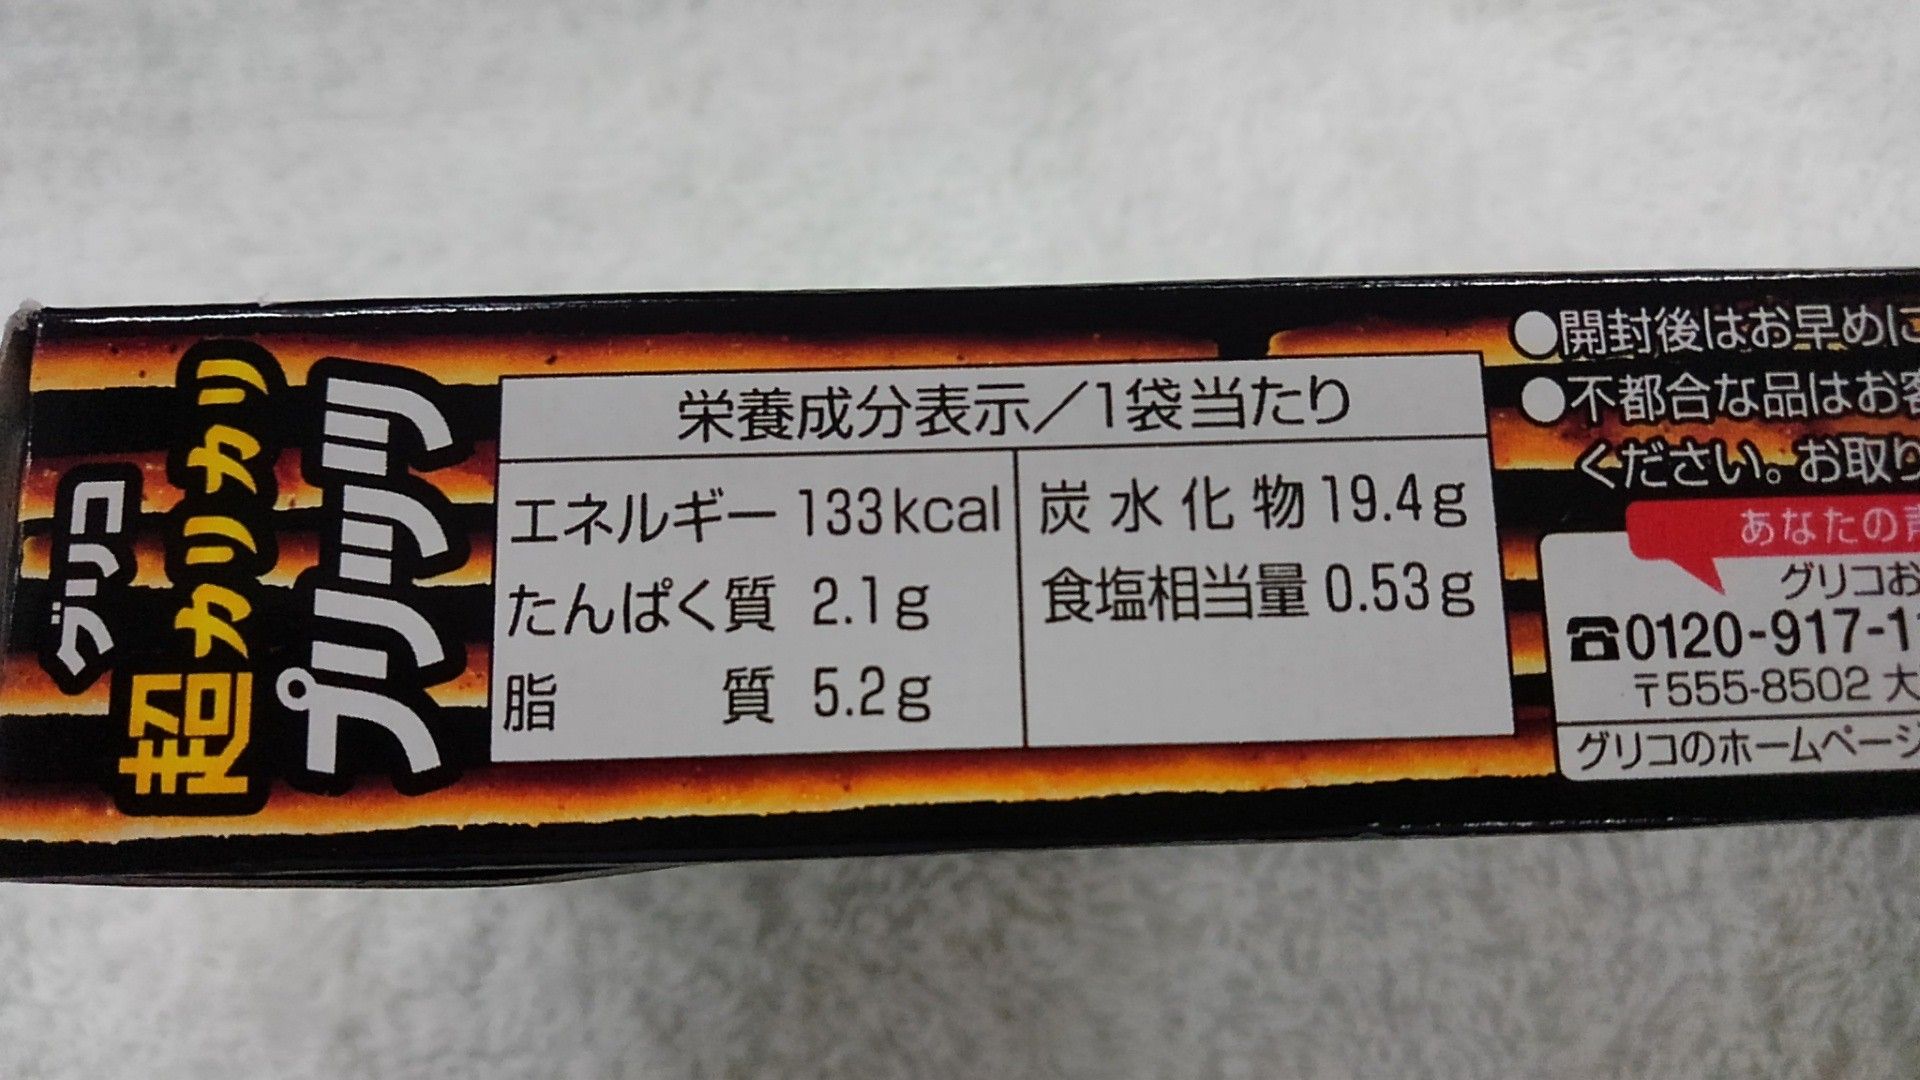 グリコ
超カリカリ
プリッツ
栄養成分表示/1袋当たり
エネルギー 133kcal
たんぱく質 2.1g
脂質 5.2g
炭水化物 19.4g
食塩相当量 0.53g
●開封後はお早めに
●不都合な品はお客
ください。お取り
あなたの
グリコお
☎0120-917-1
〒555-8502 大
グリコのホームページ